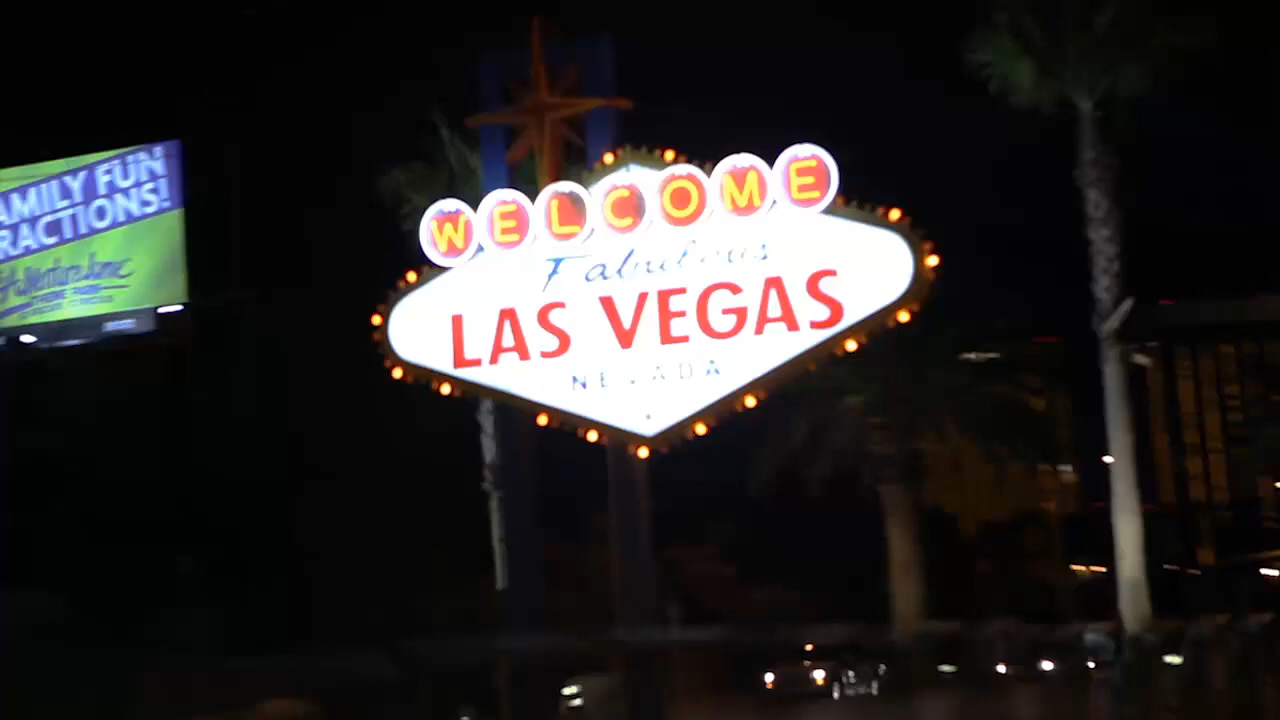 AMILY FUN
RACTIONS!
WELCOME
Fabulous
LAS VEGAS
NEVADA